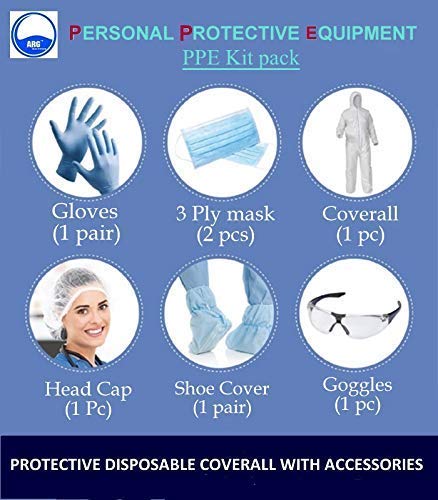 ARG
PERSONAL PROTECTIVE EQUIPMENT
PPE Kit pack
Gloves
(1 pair)
3 Ply mask
(2 pcs)
Coverall
(1 pc)
Head Cap
(1 Pc)
Shoe Cover
(1 pair)
Goggles
(1 pc)
PROTECTIVE DISPOSABLE COVERALL WITH ACCESSORIES